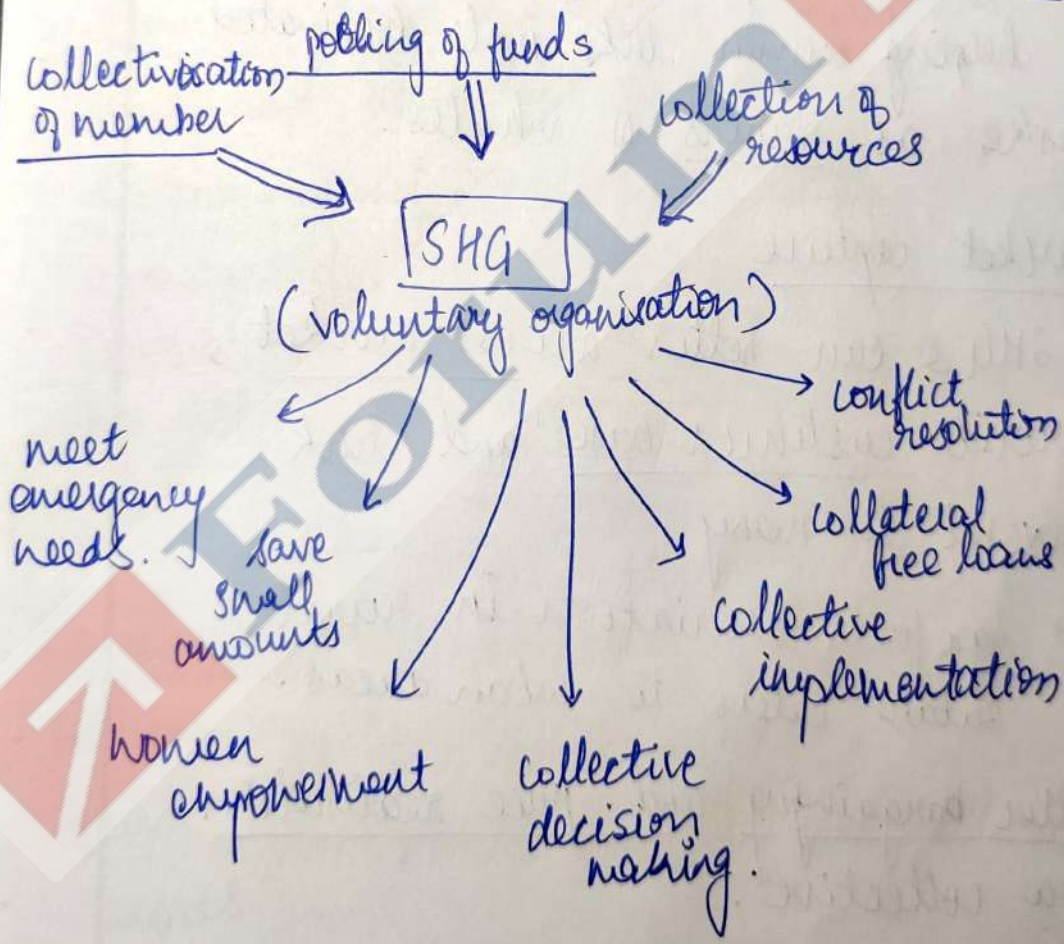 pooling of funds
collectivisation
of member
collection of
resources
SHG
(voluntary organisation)
meet
emergency
needs.
save
small
amounts
women
empowerment
collective
decision
making.
collective
implementation
collateral
free loans
conflict
resolution
Forum